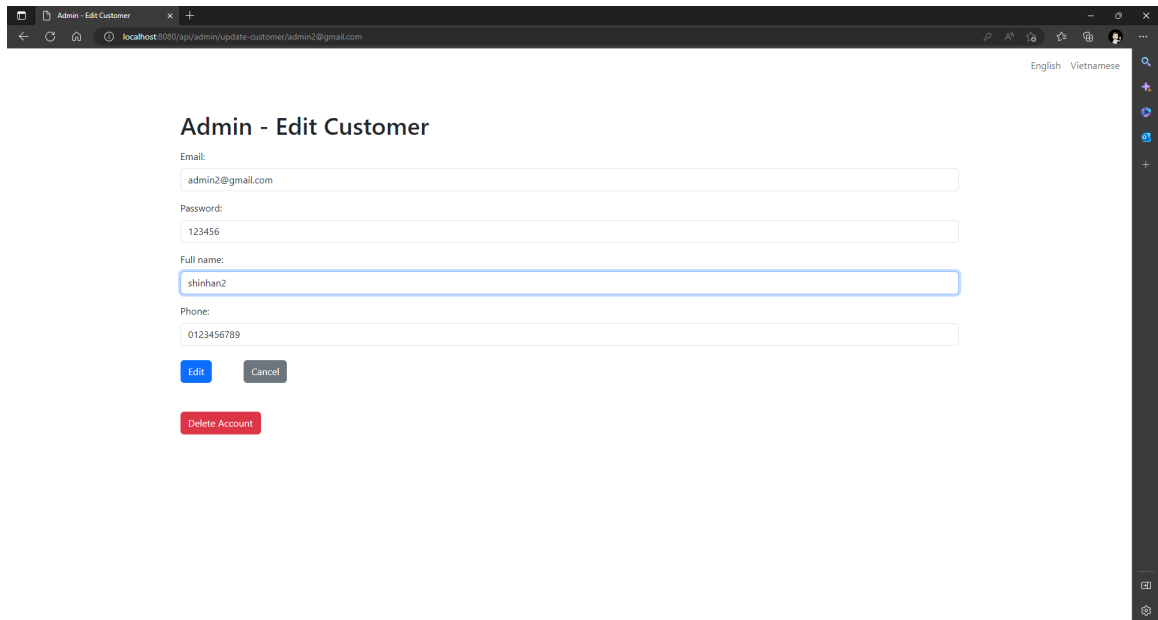 Admin - Edit Customer
localhost:8080/api/admin/update-customer/admin2@gmail.com
English Vietnamese
Admin - Edit Customer
Email:
admin2@gmail.com
Password:
123456
Full name:
shinhan2
Phone:
0123456789
Edit Cancel
Delete Account